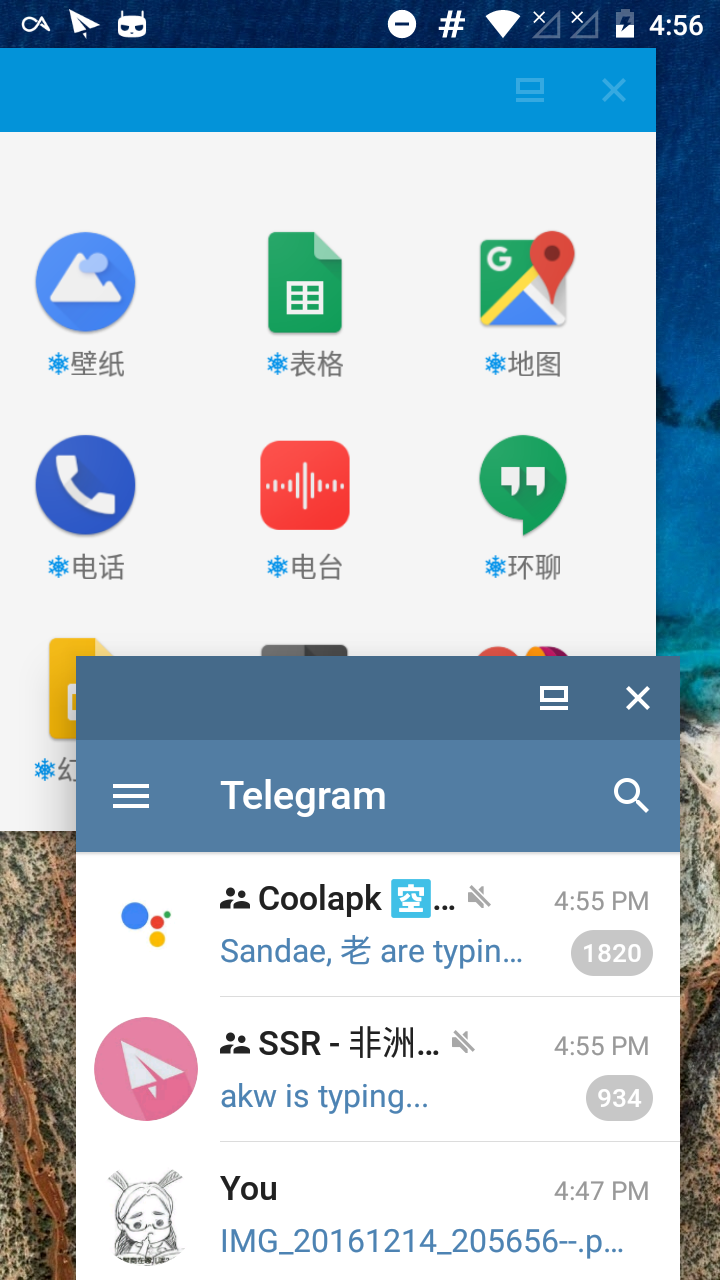 4:56
❄壁纸
❄表格
❄地图
❄电话
❄电台
❄环聊
Telegram
Coolapk 🈳...
4:55 PM
Sandae, 老 are typin...
1820
SSR - 非洲...
4:55 PM
akw is typing...
934
You
4:47 PM
IMG_20161214_205656--.p...